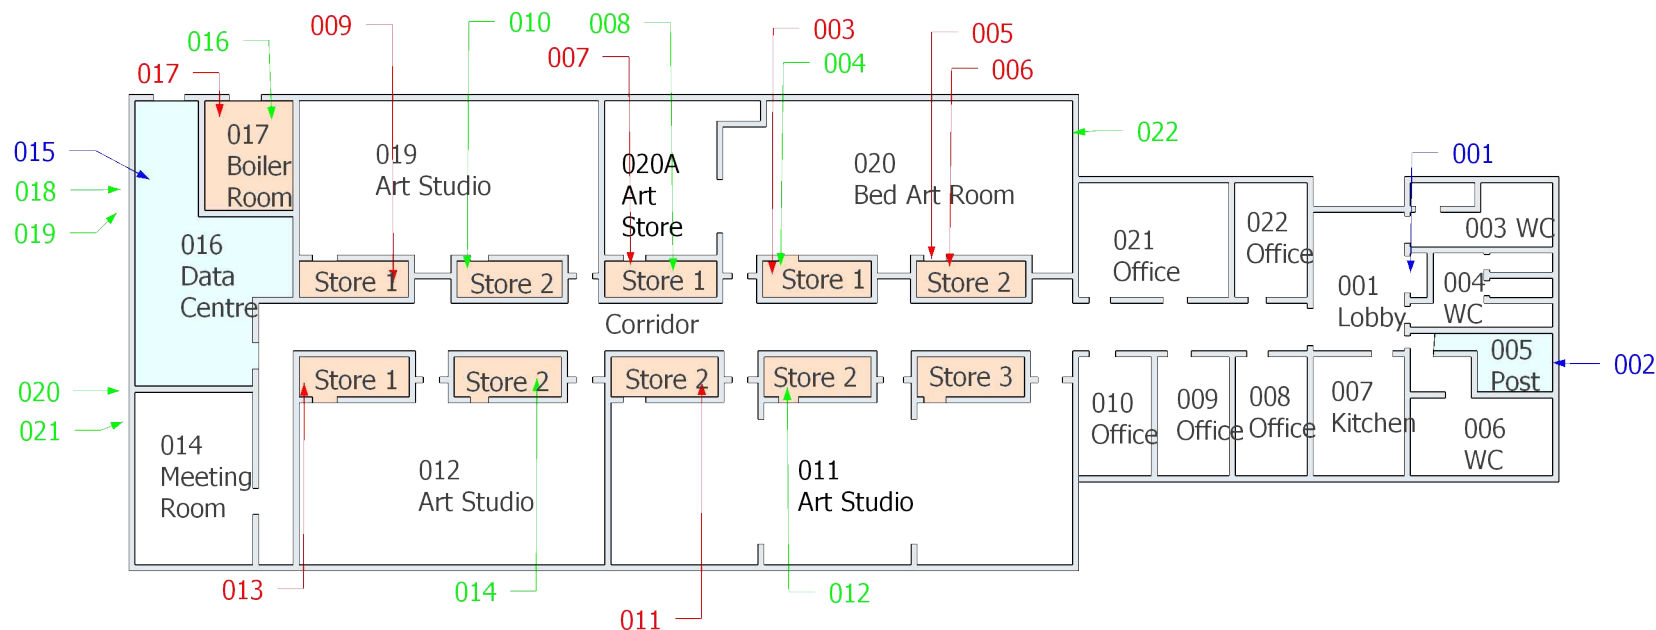 009
010
008
003
005
016
007
004
006
017
022
015
001
018
019
017
Boiler
Room
019
Art Studio
020A
Art
Store
020
Bed Art Room
016
Data
Centre
021
Office
022
Office
003 WC
004
WC
001
Lobby
Store 1
Store 2
Store 1
Store 1
Store 2
Corridor
005
Post
002
Store 1
Store 2
Store 2
Store 2
Store 3
020
021
014
Meeting
Room
012
Art Studio
011
Art Studio
010
Office
009
Office
008
Office
007
Kitchen
006
WC
013
014
011
012